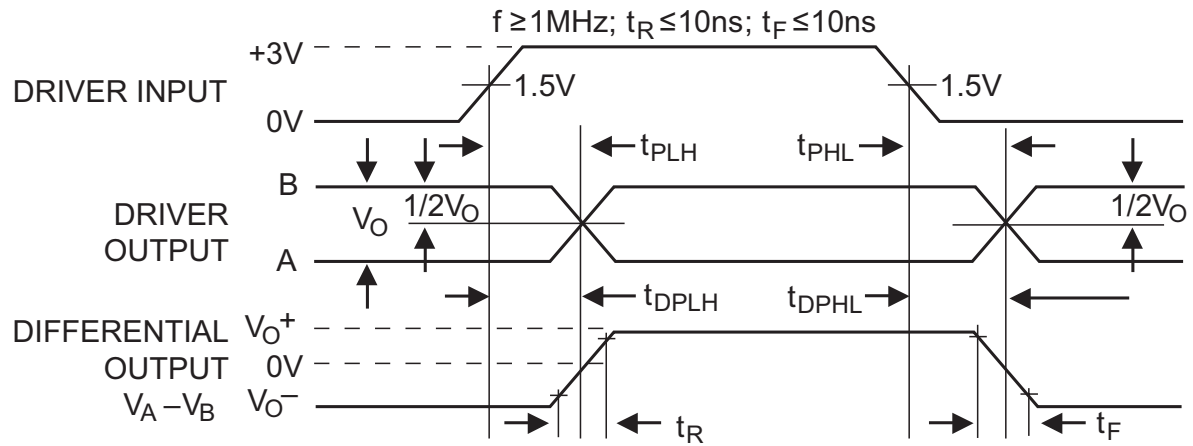 f ≥1MHz; tR ≤10ns; tF ≤10ns
+3V
DRIVER INPUT
1.5V
1.5V
0V
tPLH
tPHL
B
DRIVER
OUTPUT
VO
1/2VO
1/2VO
A
tDPLH
tDPHL
DIFFERENTIAL
OUTPUT
VA –VB
VO+
0V
VO–
tR
tF